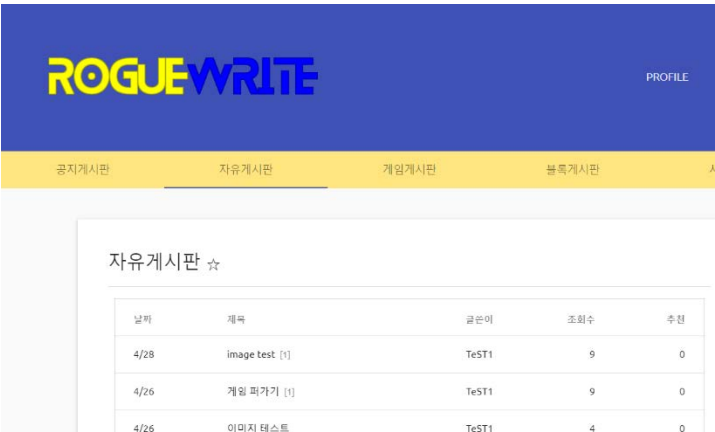 ROGUEWRITE
PROFILE
공지게시판 자유게시판 게임게시판 블록게시판
자유게시판 ☆
날짜 제목 글쓴이 조회수 추천
4/28 image test [1] TeST1 9 0
4/26 게임 퍼가기 [1] TeST1 9 0
4/26 이미지 테스트 TeST1 4 0